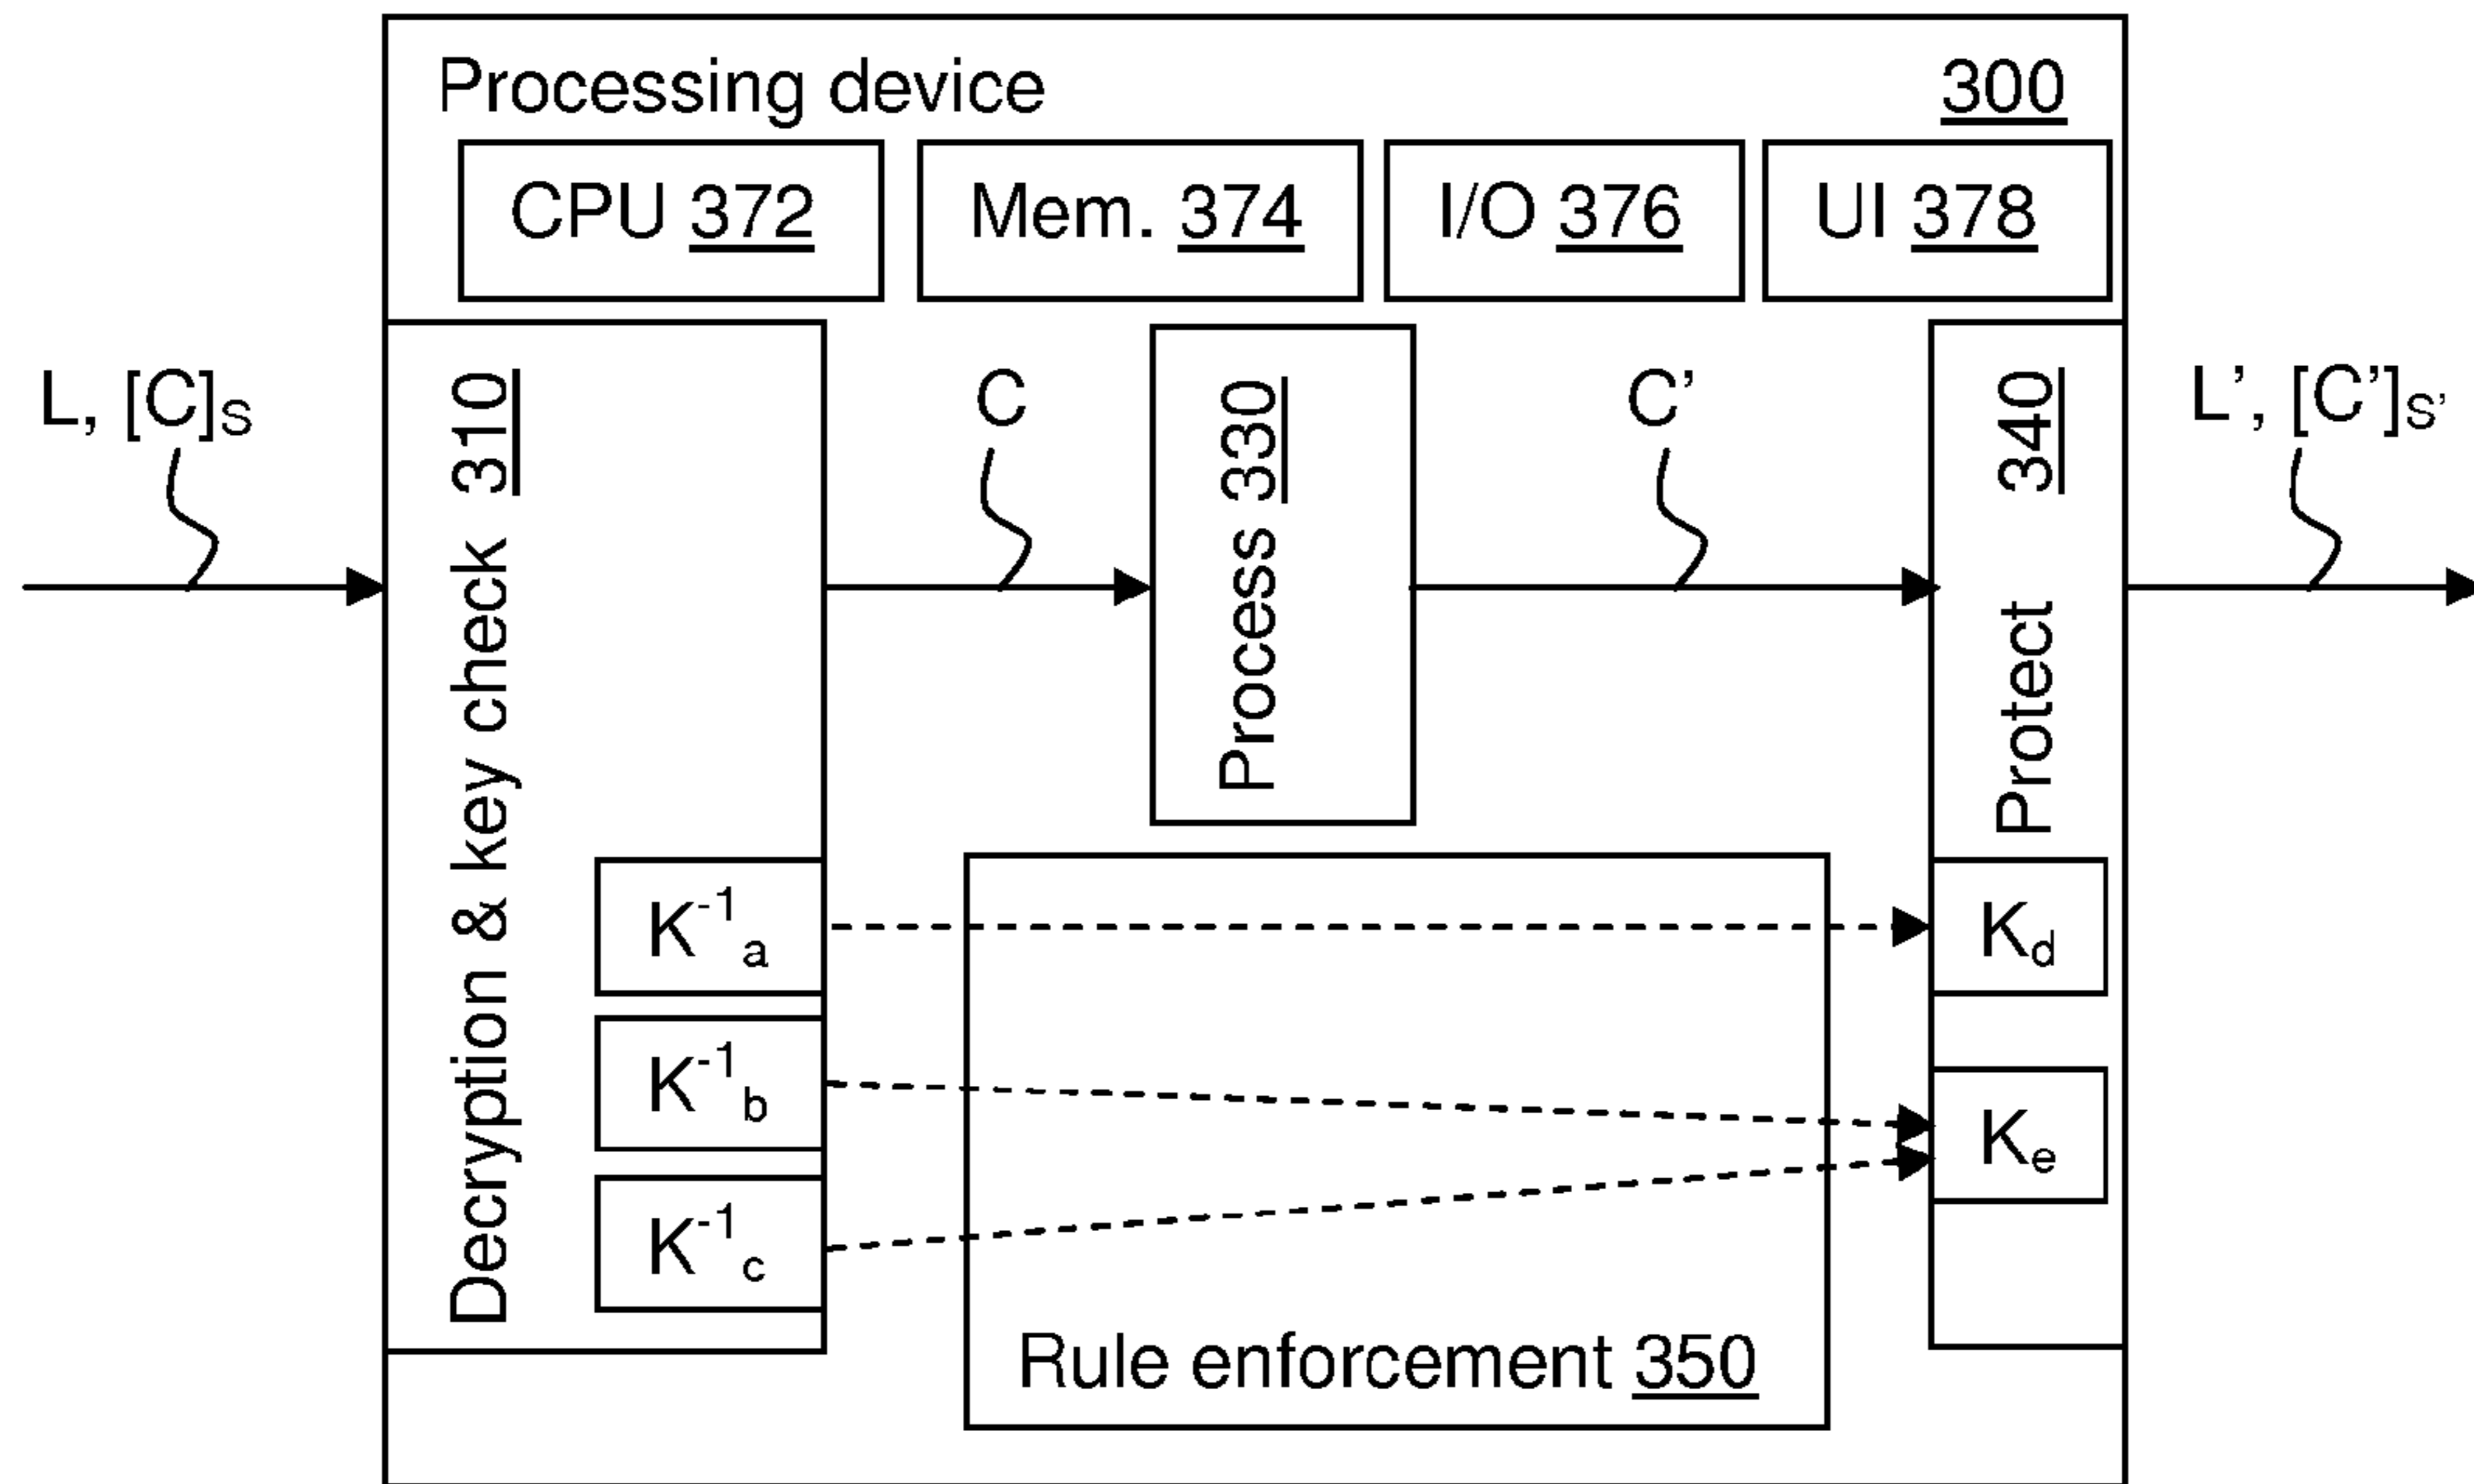 Processing device 300
CPU 372
Mem. 374
I/O 376
UI 378
L, [C]S
Decryption & key check 310
C
Process 330
C’
Protect 340
L’, [C’]S’
K-1a
K-1b
K-1c
Kd
Ke
Rule enforcement 350